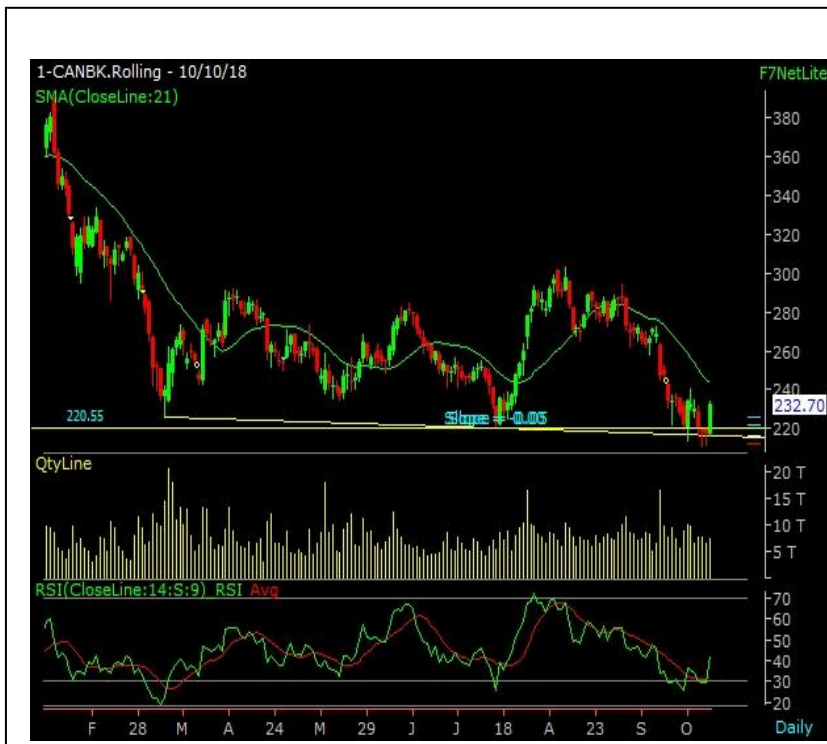 1-CANBK.Rolling - 10/10/18
F7NetLite
SMA(CloseLine:21)
380
360
340
320
300
280
260
240
232.70
220.55
Slope = -0.05
220
QtyLine
20 T
15 T
10 T
5 T
RSI(CloseLine:14:S:9) RSI Avg
70
60
50
40
30
20
F 28 M A 24 M 29 J J 18 A 23 S O
Daily